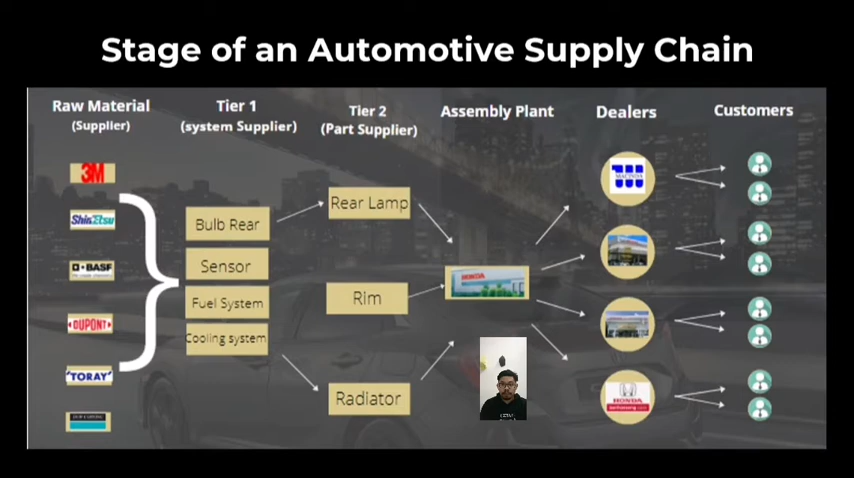 Stage of an Automotive Supply Chain
Raw Material
(Supplier)
Tier 1
(system Supplier)
Tier 2
(Part Supplier)
Assembly Plant
Dealers
Customers
3M
ShinEtsu
BASF
DUPONT
'TORAY'
DOW CORNING
Bulb Rear
Sensor
Fuel System
Cooling system
Rear Lamp
Rim
Radiator
HONDA
HONDA